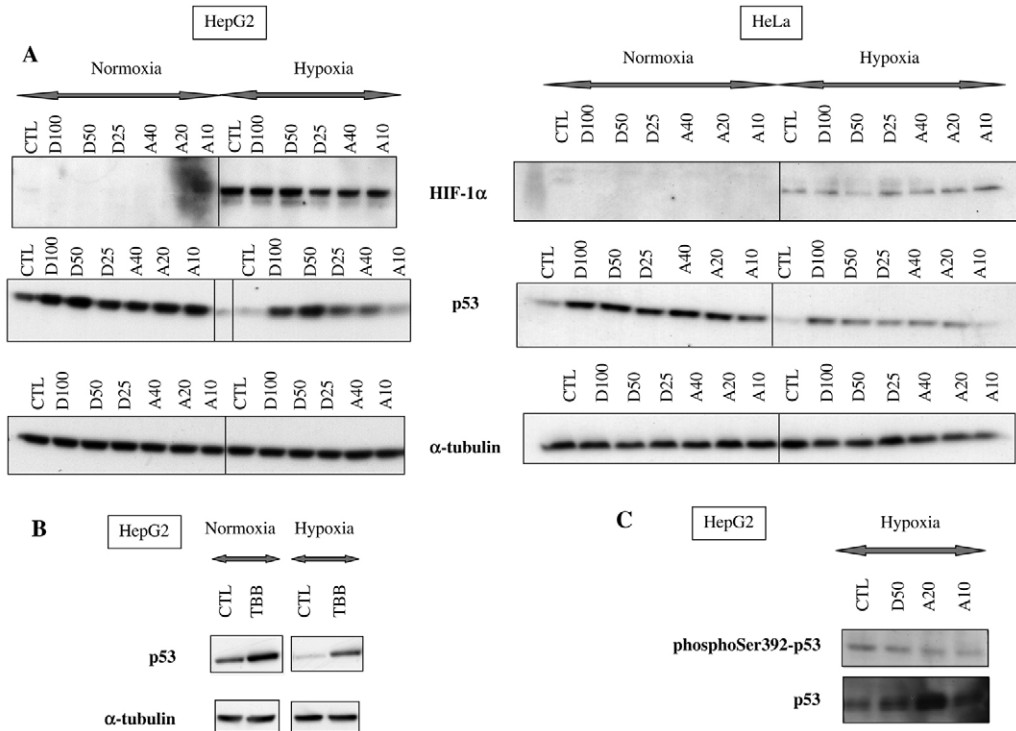 HepG2
HeLa
A
Normoxia Hypoxia
Normoxia Hypoxia
CTL D100 D50 D25 A40 A20 A10 CTL D100 D50 D25 A40 A10
CTL D100 D50 D25 A40 A20 A10 CTL D100 D50 D25 A40 A20 A10
HIF-1α
CTL D100 D50 D25 A40 A20 A10 CTL D100 D50 D25 A40 A10
CTL D100 D50 D25 A40 A20 A10 CTL D100 D50 D25 A40 A20 A10
p53
CTL D100 D50 D25 A40 A20 A10 CTL D100 D50 D25 A40 A10
CTL D100 D50 D25 A40 A20 A10 CTL D100 D50 D25 A40 A20 A10
α-tubulin
B
HepG2
Normoxia Hypoxia
CTL TBB CTL TBB
p53
α-tubulin
C
HepG2
Hypoxia
CTL D50 A20 A10
phosphoSer392-p53
p53